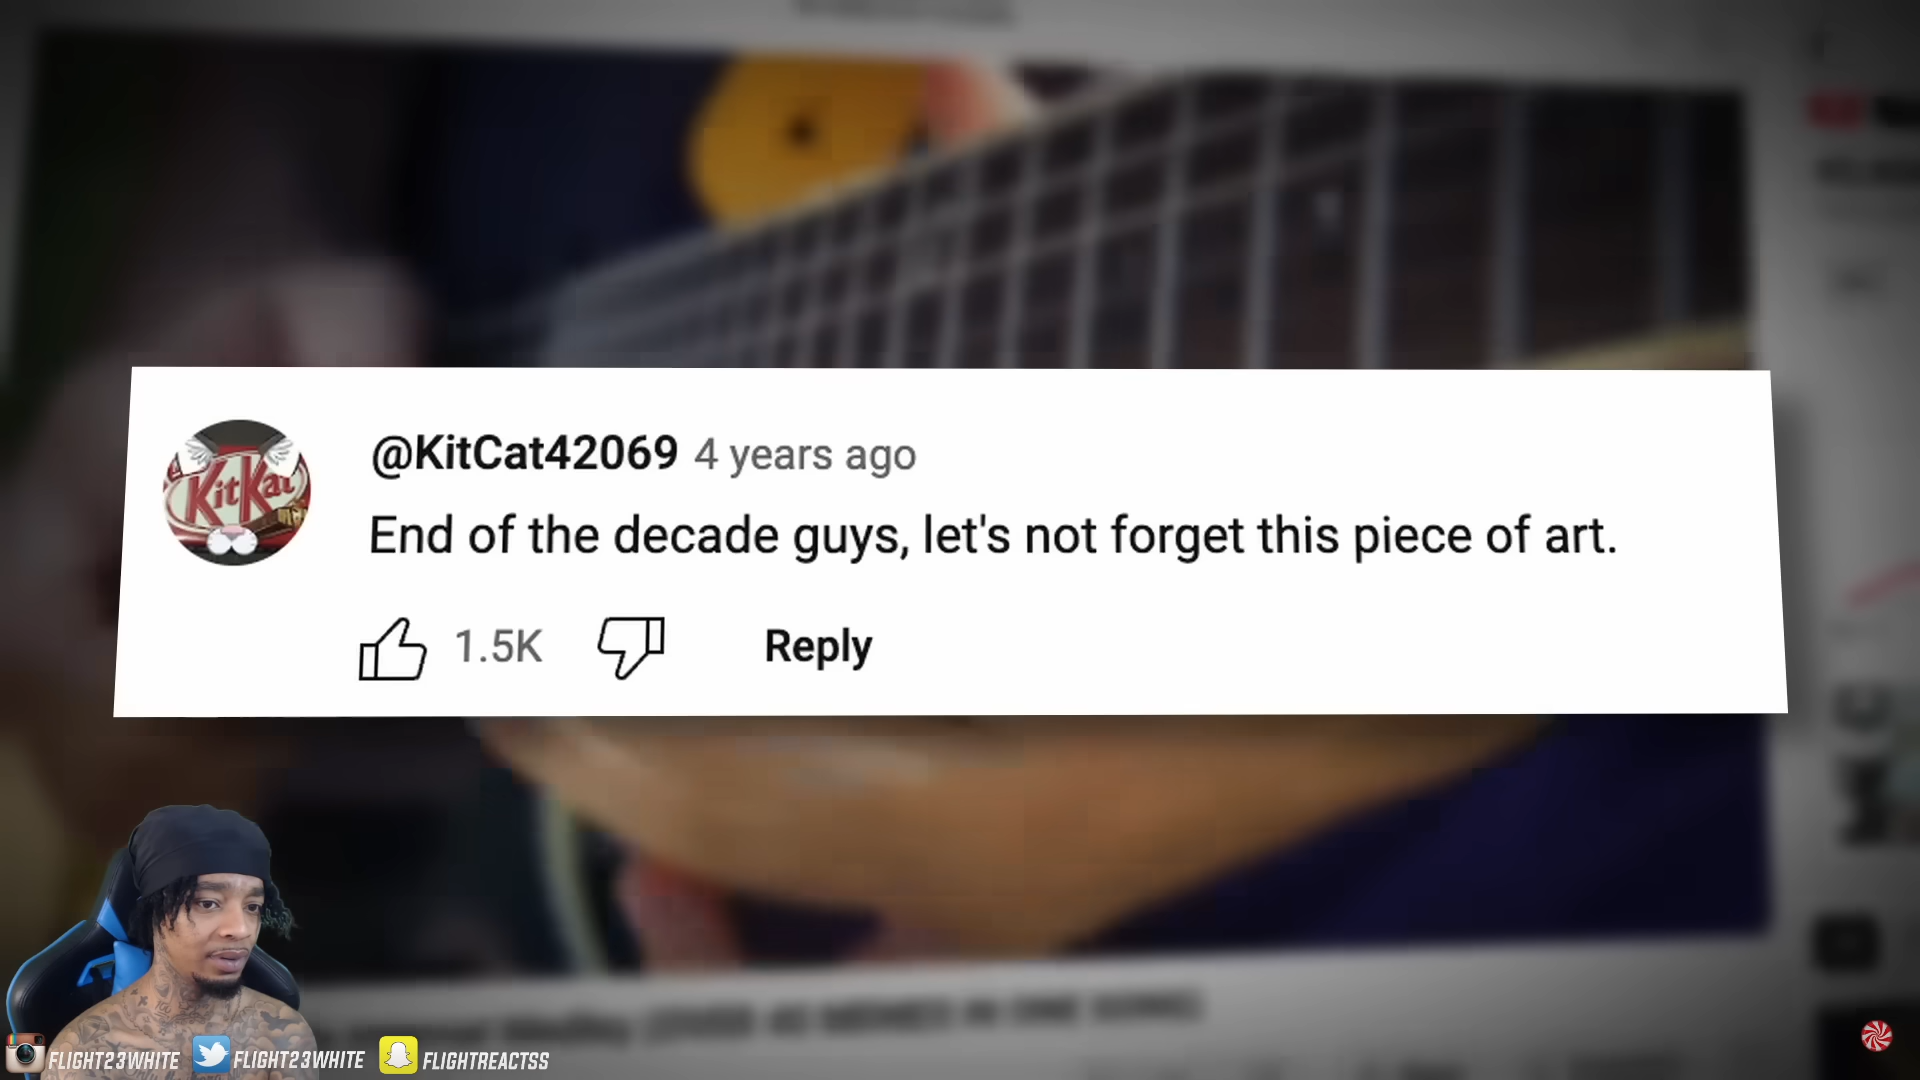 @KitCat42069 4 years ago
End of the decade guys, let's not forget this piece of art.
1.5K Reply
KitKat
FLIGHT23WHITE FLIGHT23WHITE FLIGHTREACTSS